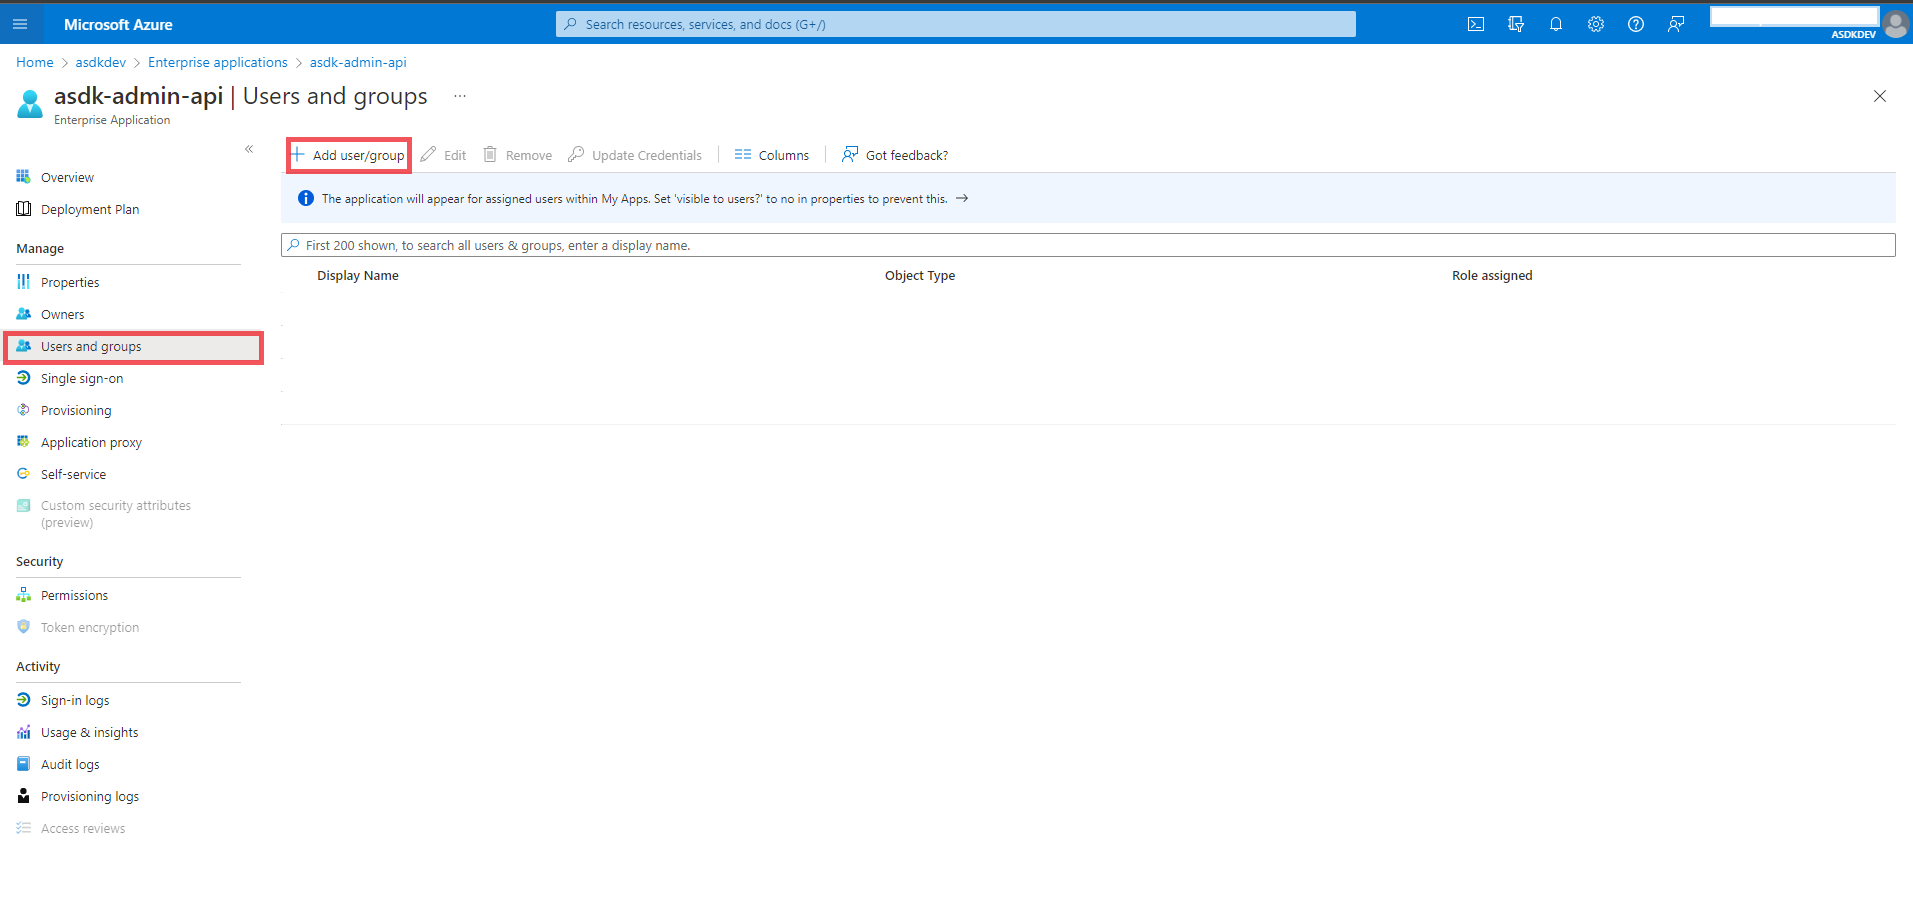 Microsoft Azure
Search resources, services, and docs (G+/)
ASDKDEV
Home > asdkdev > Enterprise applications > asdk-admin-api
asdk-admin-api | Users and groups ...
Enterprise Application
«
+ Add user/group Edit Remove Update Credentials Columns Got feedback?
The application will appear for assigned users within My Apps. Set 'visible to users?' to no in properties to prevent this. →
First 200 shown, to search all users & groups, enter a display name.
Display Name Object Type Role assigned
Overview
Deployment Plan
Manage
Properties
Owners
Users and groups
Single sign-on
Provisioning
Application proxy
Self-service
Custom security attributes
(preview)
Security
Permissions
Token encryption
Activity
Sign-in logs
Usage & insights
Audit logs
Provisioning logs
Access reviews